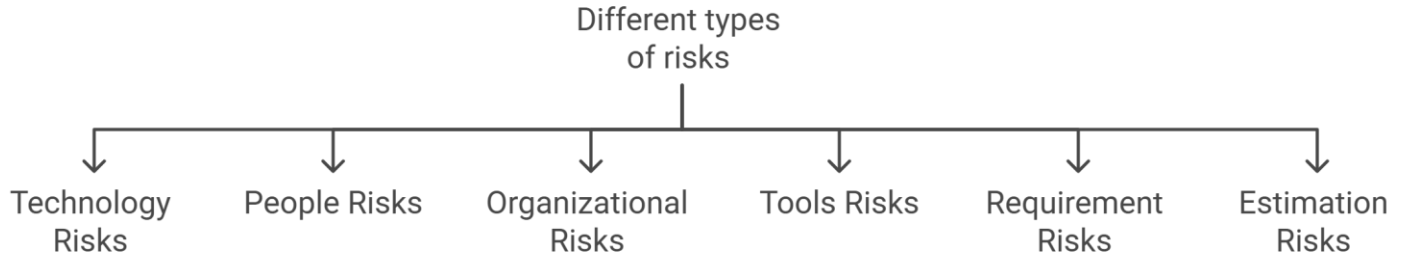 Different types
of risks
Technology
Risks
People Risks
Organizational
Risks
Tools Risks
Requirement
Risks
Estimation
Risks